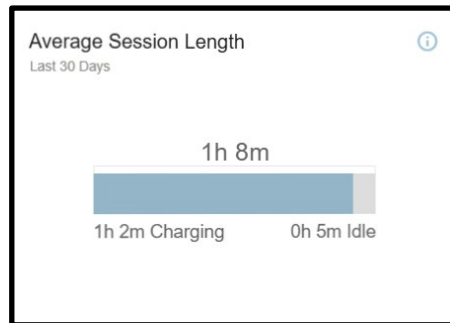 Average Session Length
Last 30 Days
1h 8m
1h 2m Charging 0h 5m Idle